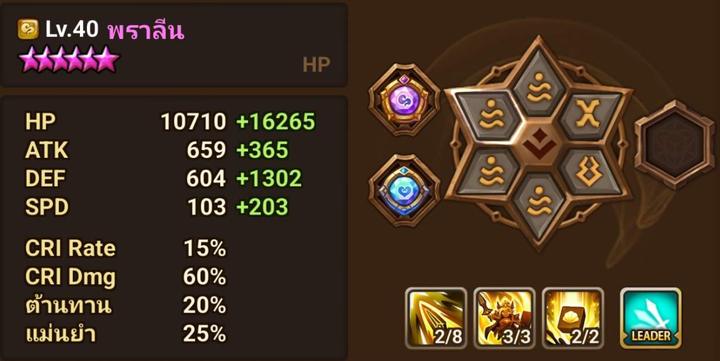 Lv.40 พราลีน
HP
HP 10710 +16265
ATK 659 +365
DEF 604 +1302
SPD 103 +203
CRI Rate 15%
CRI Dmg 60%
ต้านทาน 20%
แม่นยำ 25%
2/8 3/3 2/2 LEADER